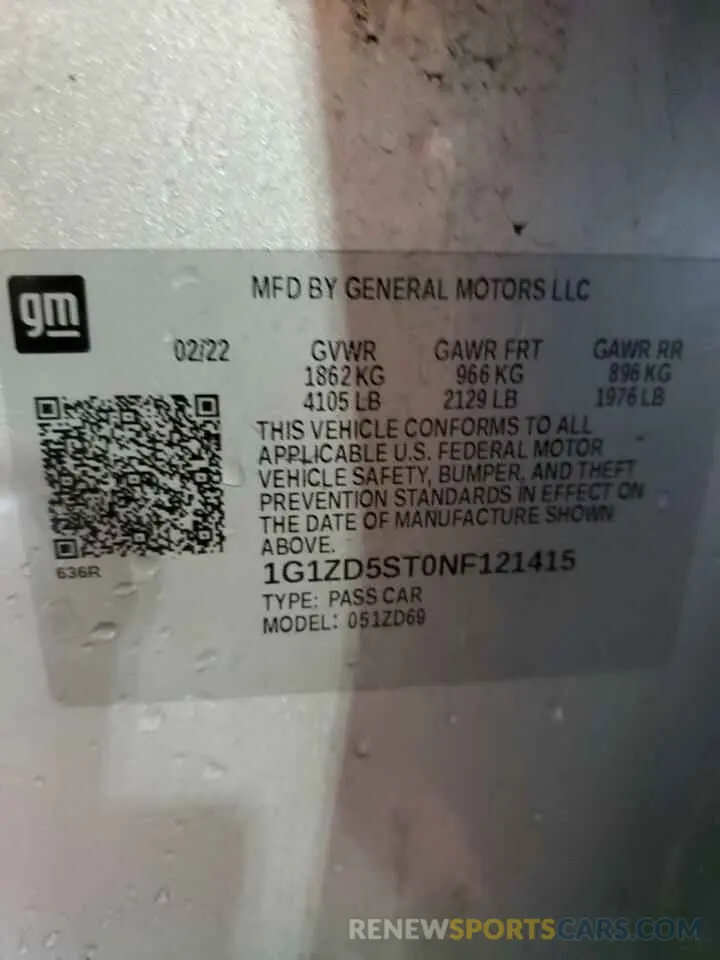 gm
MFD BY GENERAL MOTORS LLC
02/22 GVWR GAWR FRT GAWR RR
1862 KG 966 KG 896 KG
4105 LB 2129 LB 1976 LB
THIS VEHICLE CONFORMS TO ALL
APPLICABLE U.S. FEDERAL MOTOR
VEHICLE SAFETY, BUMPER, AND THEFT
PREVENTION STANDARDS IN EFFECT ON
THE DATE OF MANUFACTURE SHOWN
ABOVE.
636R
1G1ZD5ST0NF121415
TYPE: PASS CAR
MODEL: 051ZD69
RENEWSPORTSCARS.COM